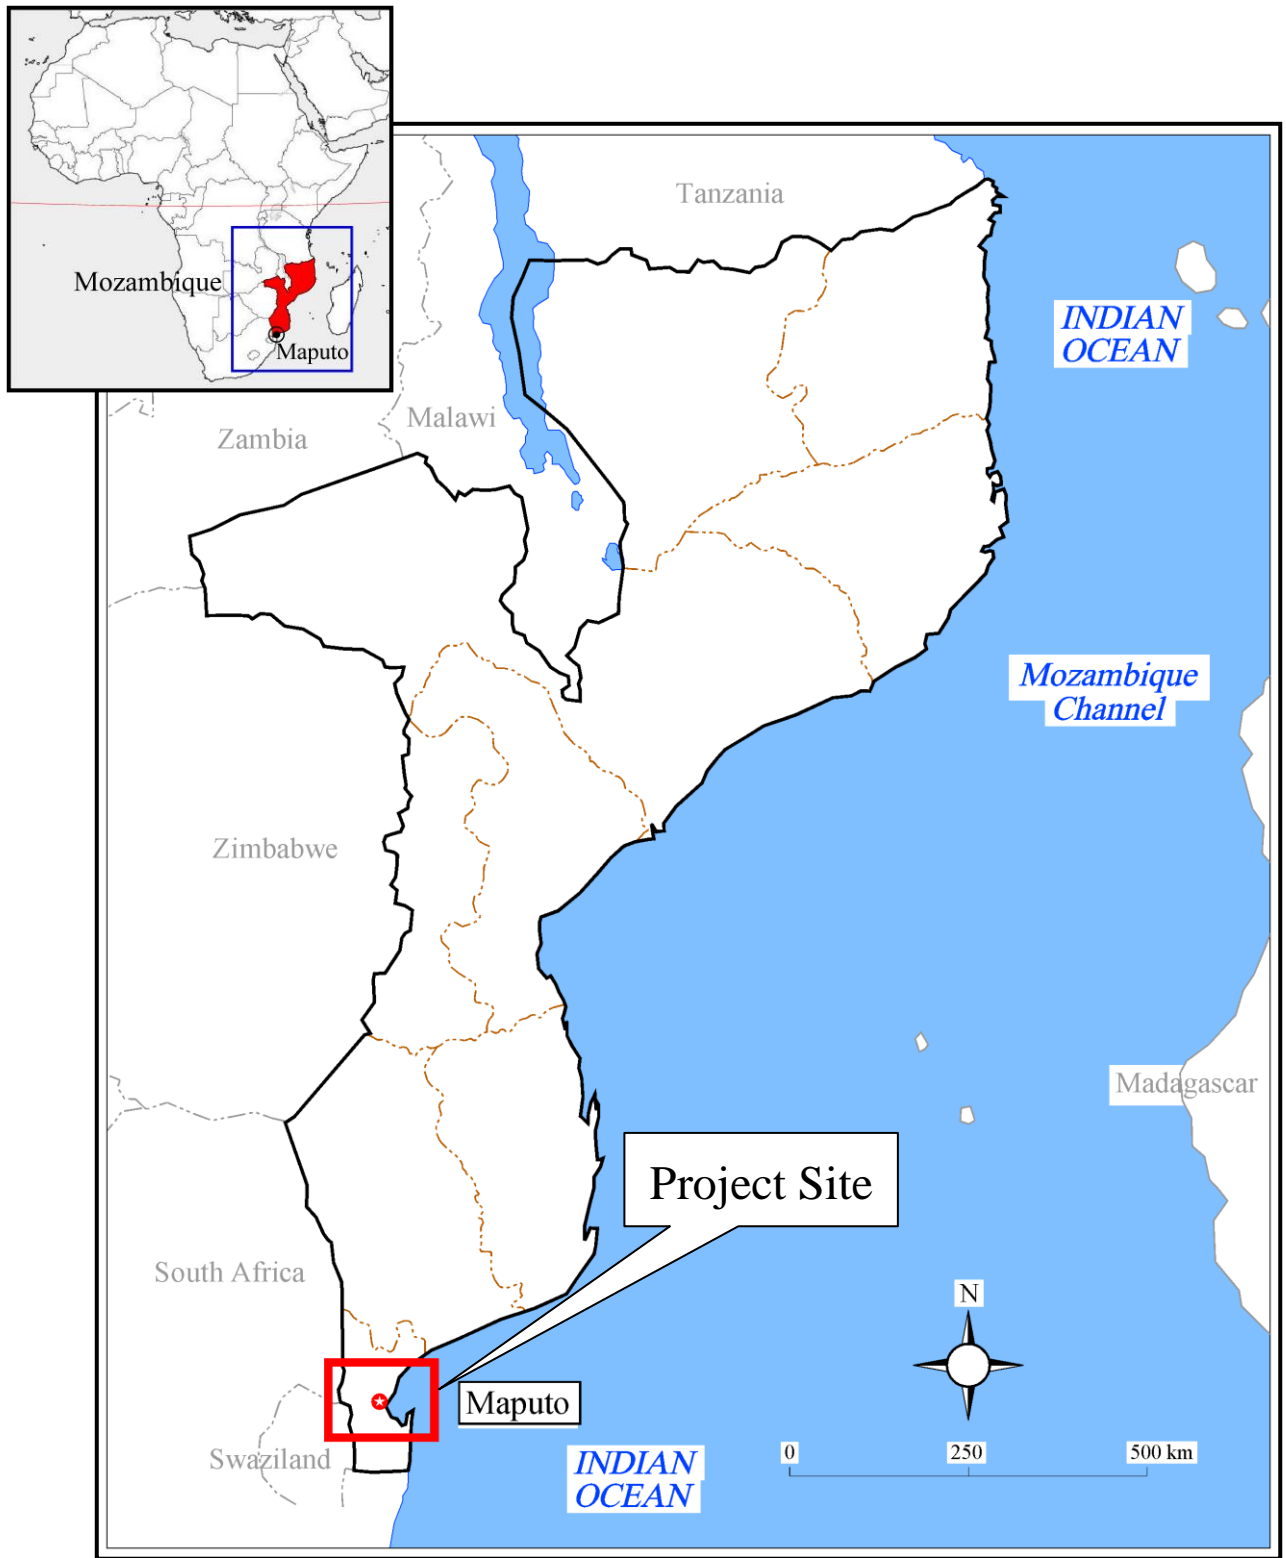 Mozambique
Maputo
Tanzania
INDIAN
OCEAN
Malawi
Zambia
Mozambique
Channel
Zimbabwe
Madagascar
Project Site
South Africa
N
Maputo
Swaziland
INDIAN
OCEAN
0 250 500 km